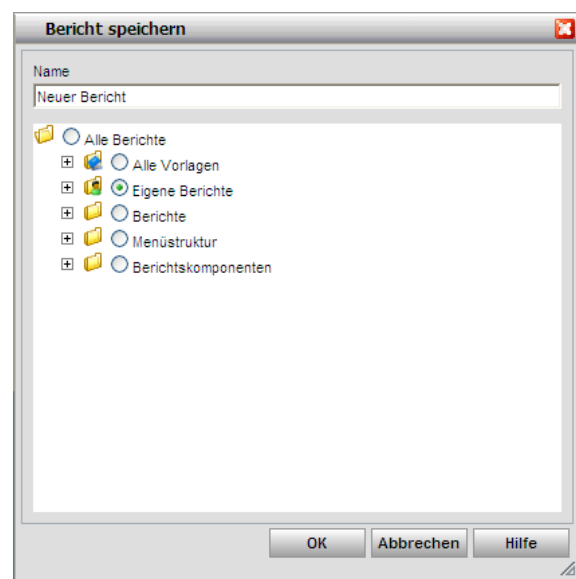 Bericht speichern
Name
Neuer Bericht
Alle Berichte
Alle Vorlagen
Eigene Berichte
Berichte
Menüstruktur
Berichtskomponenten
OK Abbrechen Hilfe